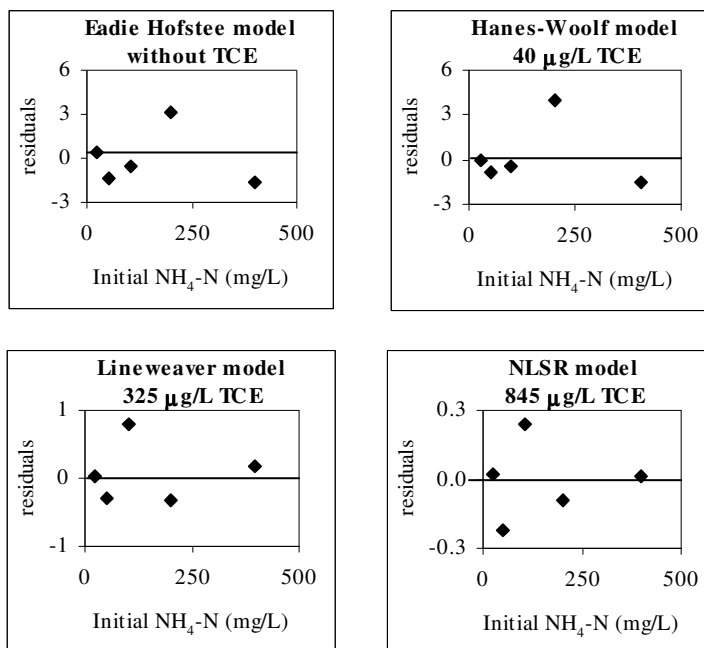 Eadie Hofstee model
without TCE
6
3
0
-3
residuals
0 250 500
Initial NH₄-N (mg/L)
Hanes-Woolf model
40 µg/L TCE
6
3
0
-3
residuals
0 250 500
Initial NH₄-N (mg/L)
Lineweaver model
325 µg/L TCE
1
0
-1
residuals
0 250 500
Initial NH₄-N (mg/L)
NLSR model
845 µg/L TCE
0.3
0.0
-0.3
residuals
0 250 500
Initial NH₄-N (mg/L)